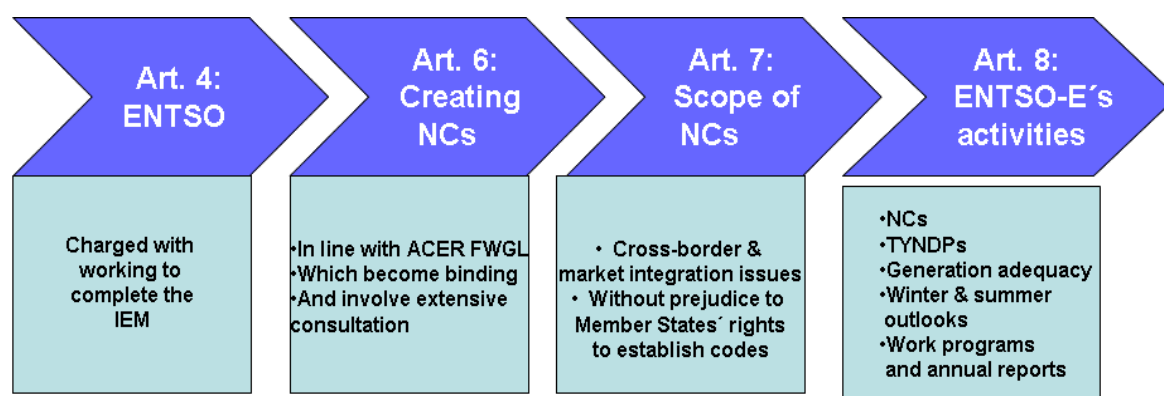 Art. 4:
ENTSO
Art. 6:
Creating
NCs
Art. 7:
Scope of
NCs
Art. 8:
ENTSO-E´s
activities
Charged with
working to
complete the
IEM
•In line with ACER FWGL
•Which become binding
•And involve extensive
consultation
• Cross-border &
market integration issues
• Without prejudice to
Member States´ rights
to establish codes
•NCs
•TYNDPs
•Generation adequacy
•Winter & summer
outlooks
•Work programs
and annual reports